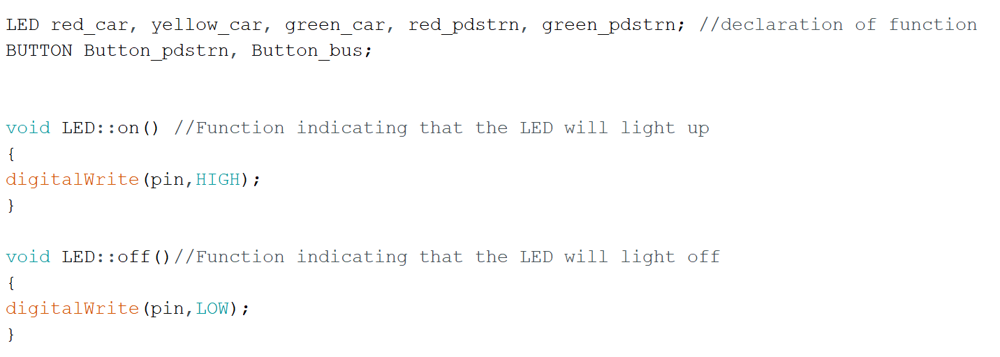 LED red_car, yellow_car, green_car, red_pdstrn, green_pdstrn; //declaration of function
BUTTON Button_pdstrn, Button_bus;
void LED::on() //Function indicating that the LED will light up
{
digitalWrite(pin,HIGH);
}
void LED::off()//Function indicating that the LED will light off
{
digitalWrite(pin,LOW);
}